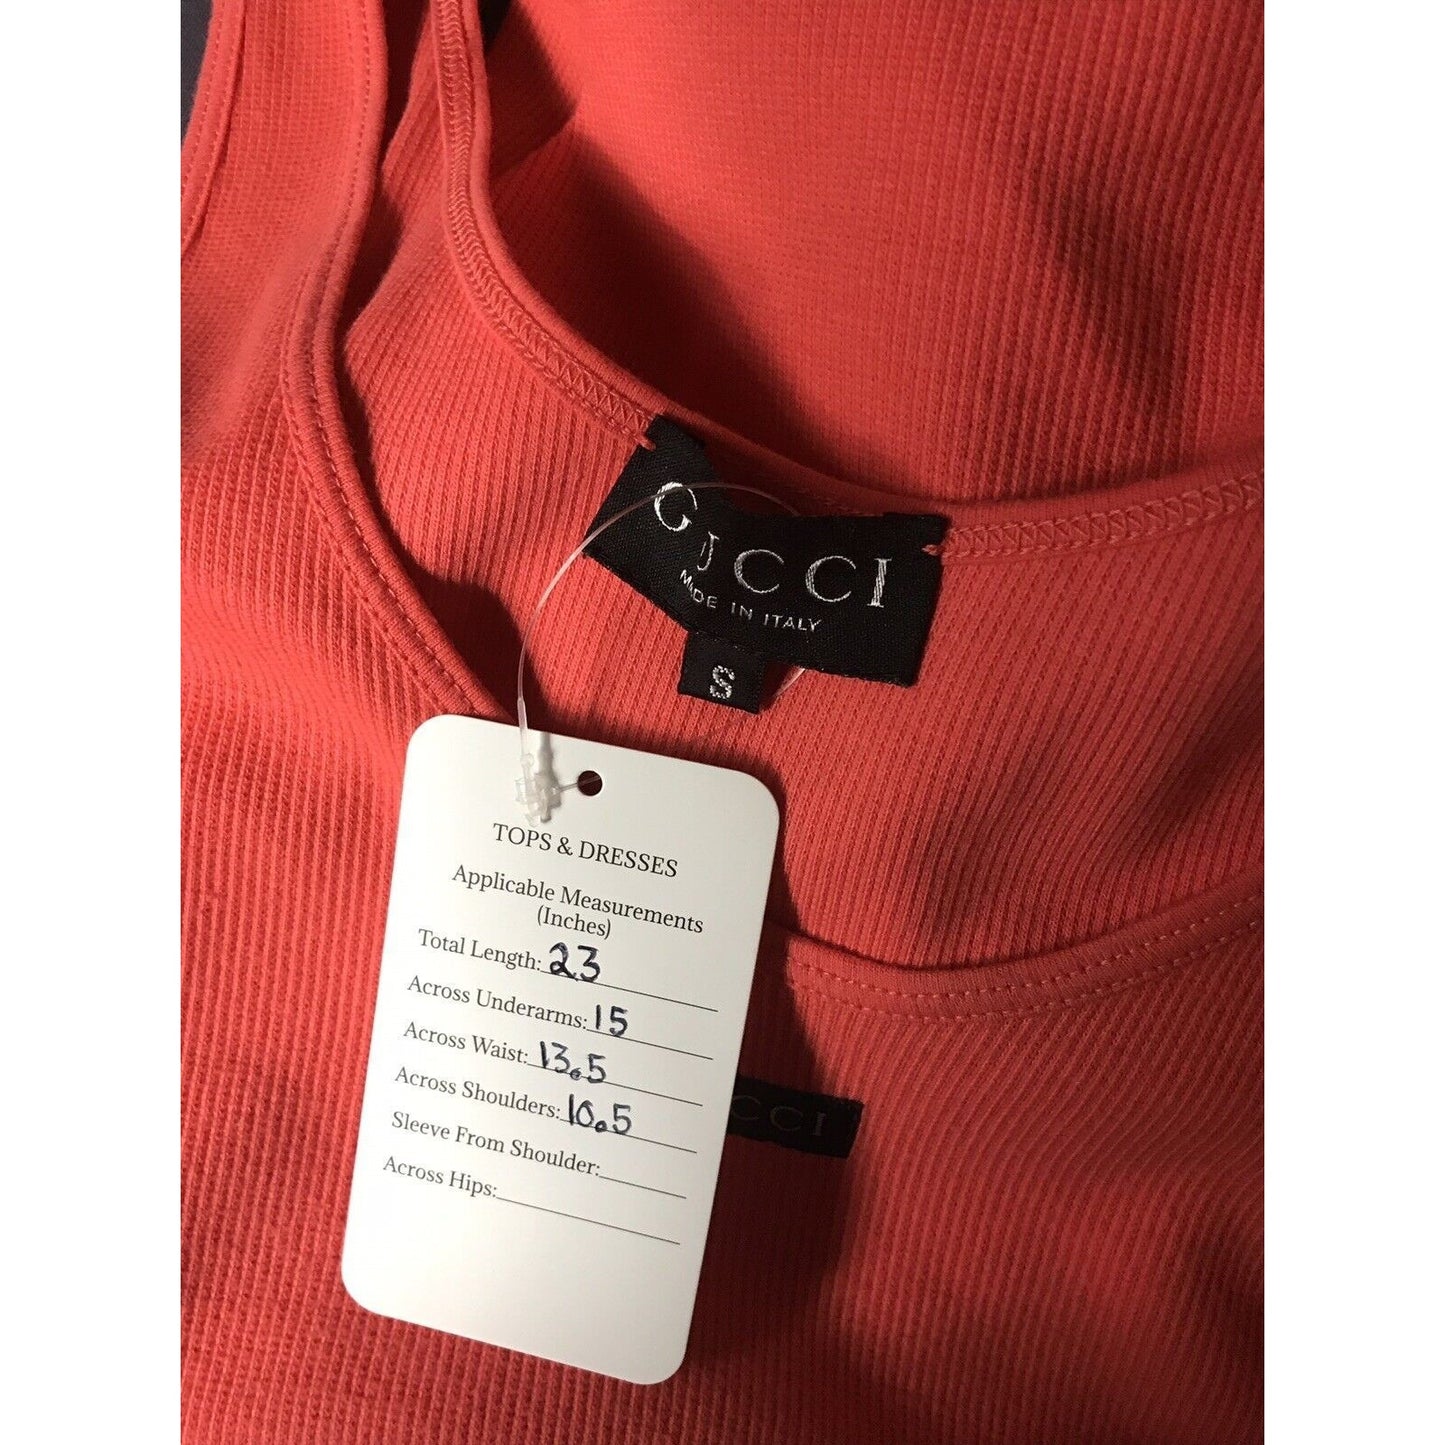 GUCCI
MADE IN ITALY
S
TOPS & DRESSES
Applicable Measurements
(Inches)
Total Length: 23
Across Underarms: 15
Across Waist: 13.5
Across Shoulders: 10.5
Sleeve From Shoulder:
Across Hips:
CCI